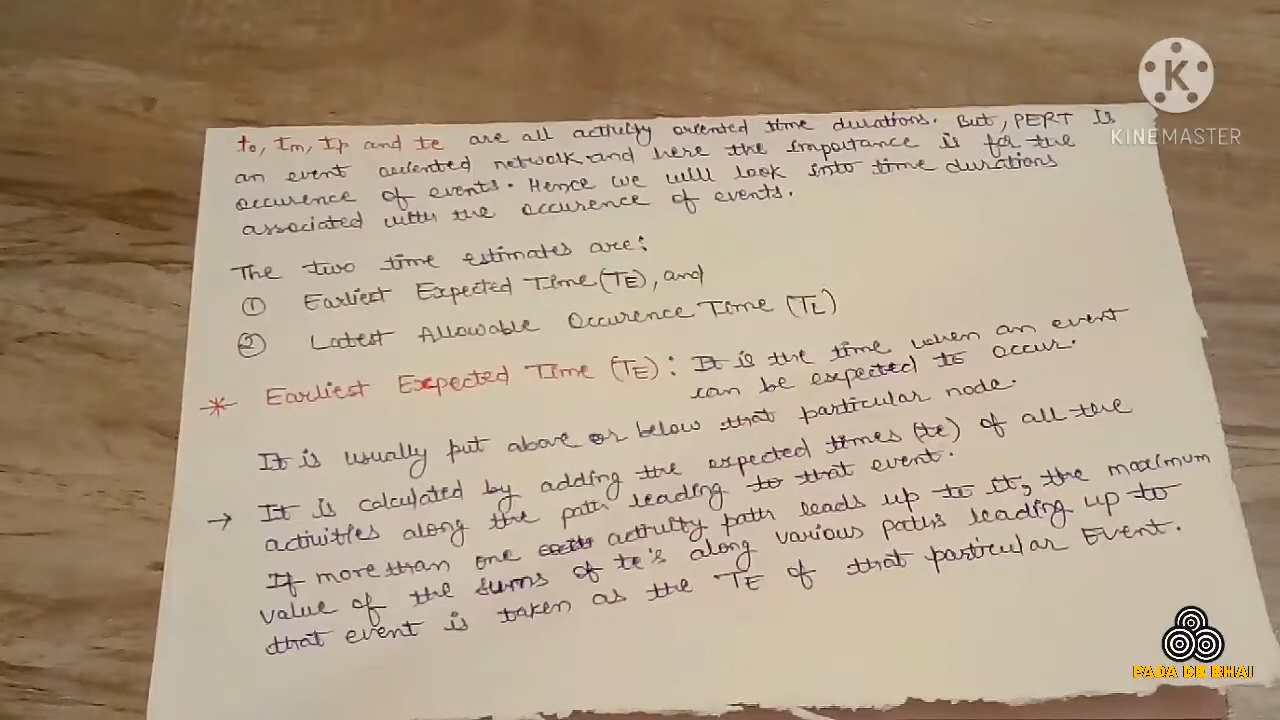 to, tm, tp and te are all activity oriented time durations. But, PERT is
an event oriented network and here the importance is for the
occurence of events. Hence we will look into time durations
associated with the occurence of events.
The two time estimates are:
① Earliest Expected Time (TE), and
② Latest Allowable Occurence Time (TL)
* Earliest Expected Time (TE): It is the time when an event
can be expected to occur.
It is usually put above or below that particular node.
→ It is calculated by adding the expected times (te) of all the
activities along the path leading to that event.
If more than one activity path leads up to it, the maximum
value of the sums of te's along various paths leading up to
that event is taken as the TE of that particular Event.
K
KINEMASTER
PADA DE BHAI